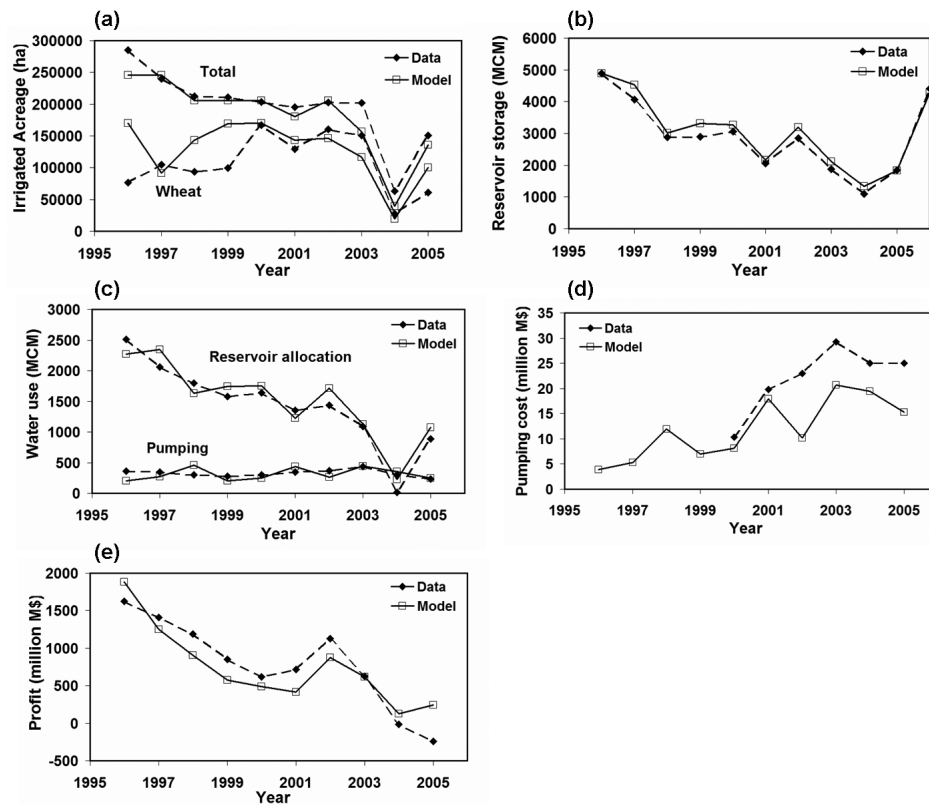 (a)
300000
250000
200000
150000
100000
50000
0
Irrigated Acreage (ha)
Total
Wheat
Data
Model
1995 1997 1999 2001 2003 2005
Year
(b)
6000
5000
4000
3000
2000
1000
0
Reservoir storage (MCM)
Data
Model
1995 1997 1999 2001 2003 2005
Year
(c)
3000
2500
2000
1500
1000
500
0
Water use (MCM)
Reservoir allocation
Pumping
Data
Model
1995 1997 1999 2001 2003 2005
Year
(d)
35
30
25
20
15
10
5
0
Pumping cost (million M$)
Data
Model
1995 1997 1999 2001 2003 2005
Year
(e)
2000
1500
1000
500
0
-500
Profit (million M$)
Data
Model
1995 1997 1999 2001 2003 2005
Year